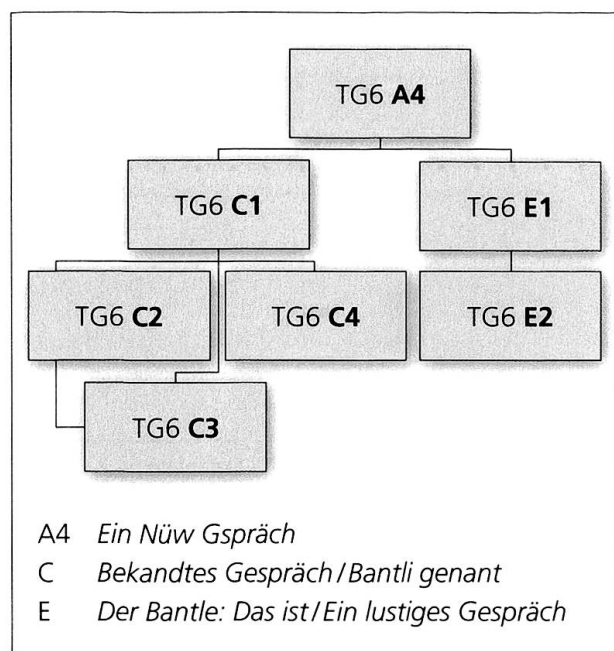 TG6 A4
TG6 C1
TG6 E1
TG6 C2
TG6 C4
TG6 E2
TG6 C3
A4 Ein Nüw Gspräch
C Bekandtes Gespräch/Bantli genant
E Der Bantle: Das ist/Ein lustiges Gespräch